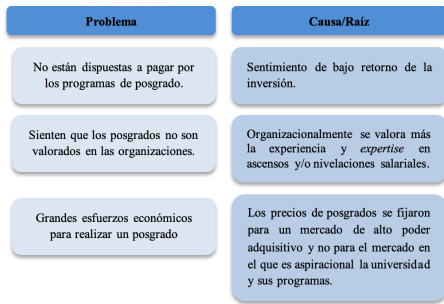 Problema
Causa/Raíz
No están dispuestas a pagar por
los programas de posgrado.
Sentimiento de bajo retorno de la
inversión.
Sienten que los posgrados no son
valorados en las organizaciones.
Organizacionalmente se valora más
la experiencia y expertise en
ascensos y/o nivelaciones salariales.
Grandes esfuerzos económicos
para realizar un posgrado
Los precios de posgrados se fijaron
para un mercado de alto poder
adquisitivo y no para el mercado en
el que es aspiracional la universidad
y sus programas.